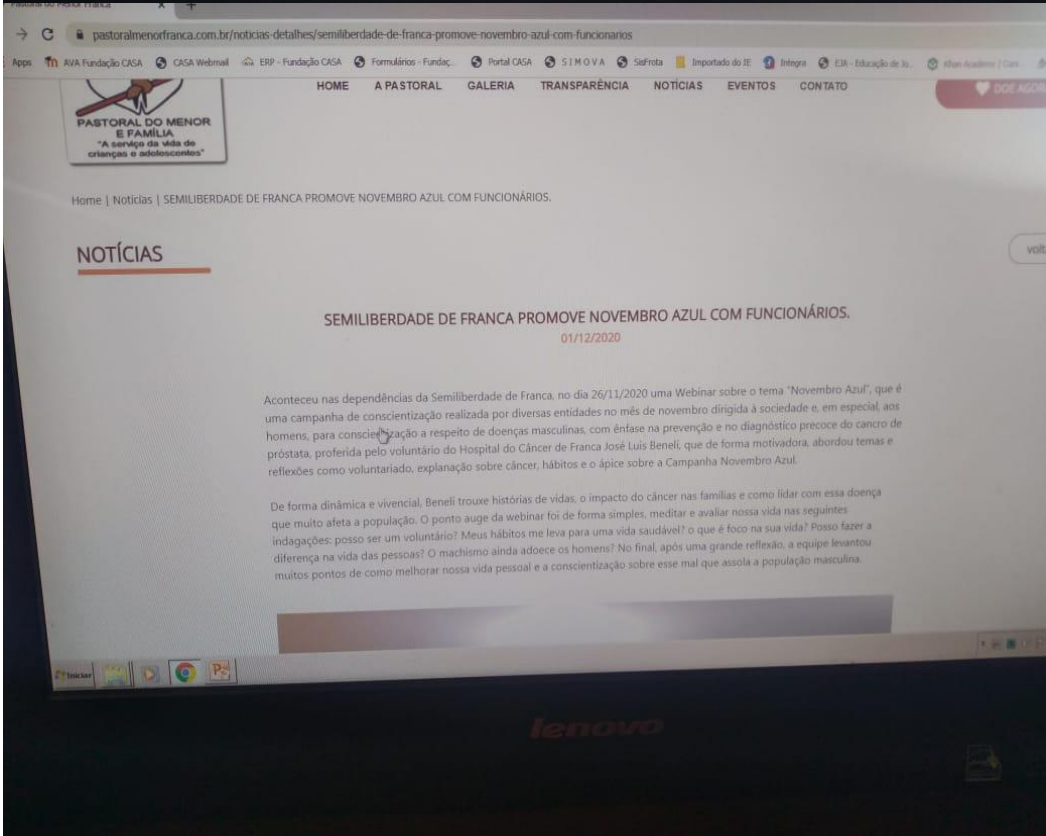 Pastoral do Menor Franca x +
pastoralmenorfranca.com.br/noticias-detalhes/semiliberdade-de-franca-promove-novembro-azul-com-funcionarios
Apps AVA Fundação CASA CASA Webmail ERP - Fundação CASA Formulários - Fundaç... Portal CASA S I M O V A SisFrota Importado do IE Integra EJA - Educação de Jo... Khan Academy | Gan...
HOME A PASTORAL GALERIA TRANSPARÊNCIA NOTÍCIAS EVENTOS CONTATO DOE AGOR
PASTORAL DO MENOR
E FAMÍLIA
"A serviço da vida de
crianças e adolescentes"
Home | Notícias | SEMILIBERDADE DE FRANCA PROMOVE NOVEMBRO AZUL COM FUNCIONÁRIOS.
NOTÍCIAS
volt
SEMILIBERDADE DE FRANCA PROMOVE NOVEMBRO AZUL COM FUNCIONÁRIOS.
01/12/2020
Aconteceu nas dependências da Semiliberdade de Franca, no dia 26/11/2020 uma Webinar sobre o tema "Novembro Azul", que é
uma campanha de conscientização realizada por diversas entidades no mês de novembro dirigida à sociedade e, em especial, aos
homens, para conscientização a respeito de doenças masculinas, com ênfase na prevenção e no diagnóstico precoce do cancro de
próstata, proferida pelo voluntário do Hospital do Câncer de Franca José Luis Beneli, que de forma motivadora, abordou temas e
reflexões como voluntariado, explanação sobre câncer, hábitos e o ápice sobre a Campanha Novembro Azul.
De forma dinâmica e vivencial, Beneli trouxe histórias de vidas, o impacto do câncer nas famílias e como lidar com essa doença
que muito afeta a população. O ponto auge da webinar foi de forma simples, meditar e avaliar nossa vida nas seguintes
indagações: posso ser um voluntário? Meus hábitos me leva para uma vida saudável? o que é foco na sua vida? Posso fazer a
diferença na vida das pessoas? O machismo ainda adoece os homens? No final, após uma grande reflexão, a equipe levantou
muitos pontos de como melhorar nossa vida pessoal e a conscientização sobre esse mal que assola a população masculina.
Iniciar
lenovo